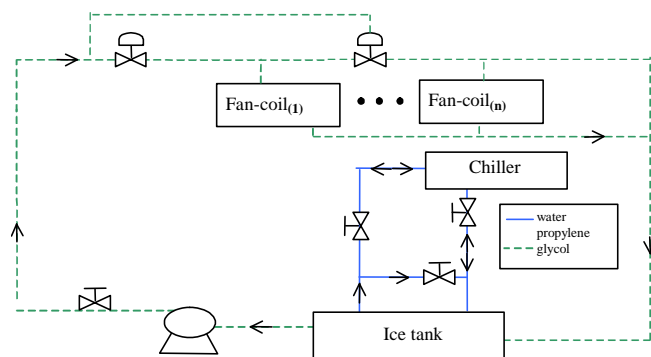 Fan-coil(1)
Fan-coil(n)
Chiller
water
propylene
glycol
Ice tank